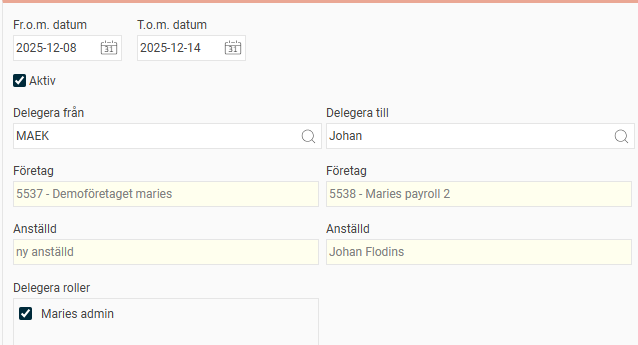 Fr.o.m. datum T.o.m. datum
2025-12-08 31 2025-12-14 31
Aktiv
Delegera från Delegera till
MAEK Johan
Företag Företag
5537 - Demoföretaget maries 5538 - Maries payroll 2
Anställd Anställd
ny anställd Johan Flodins
Delegera roller
Maries admin